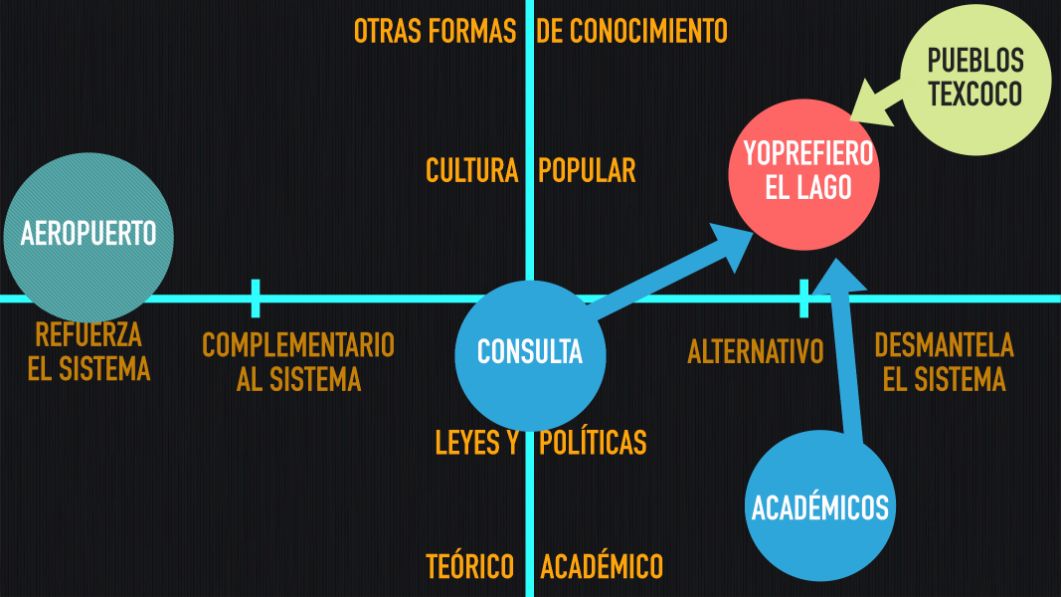 OTRAS FORMAS DE CONOCIMIENTO
PUEBLOS
TEXCOCO
YOPREFIERO
EL LAGO
CULTURA POPULAR
AEROPUERTO
REFUERZA
EL SISTEMA
COMPLEMENTARIO
AL SISTEMA
CONSULTA
ALTERNATIVO
DESMANTELA
EL SISTEMA
LEYES Y POLÍTICAS
ACADÉMICOS
TEÓRICO ACADÉMICO